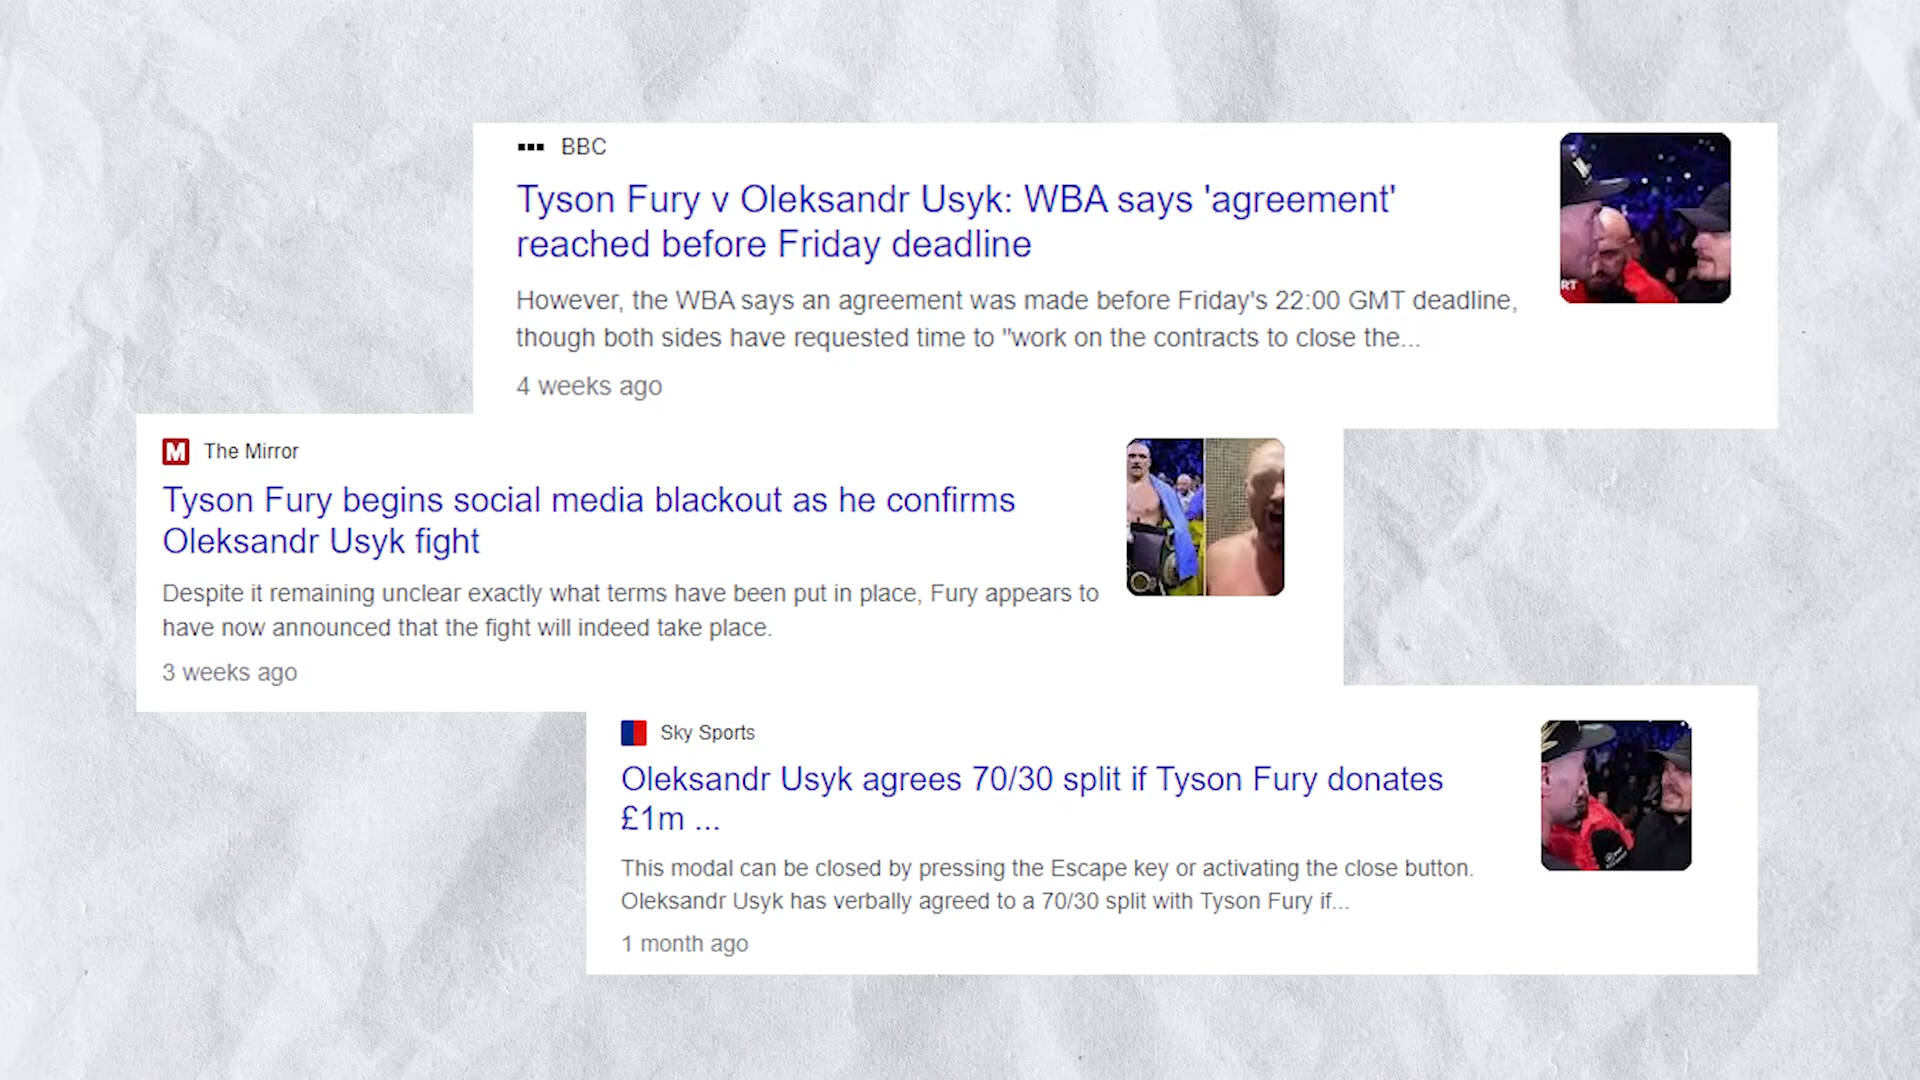 BBC
Tyson Fury v Oleksandr Usyk: WBA says 'agreement'
reached before Friday deadline
However, the WBA says an agreement was made before Friday's 22:00 GMT deadline,
though both sides have requested time to "work on the contracts to close the...
4 weeks ago
RT
M The Mirror
Tyson Fury begins social media blackout as he confirms
Oleksandr Usyk fight
Despite it remaining unclear exactly what terms have been put in place, Fury appears to
have now announced that the fight will indeed take place.
3 weeks ago
Sky Sports
Oleksandr Usyk agrees 70/30 split if Tyson Fury donates
£1m ...
This modal can be closed by pressing the Escape key or activating the close button.
Oleksandr Usyk has verbally agreed to a 70/30 split with Tyson Fury if...
1 month ago